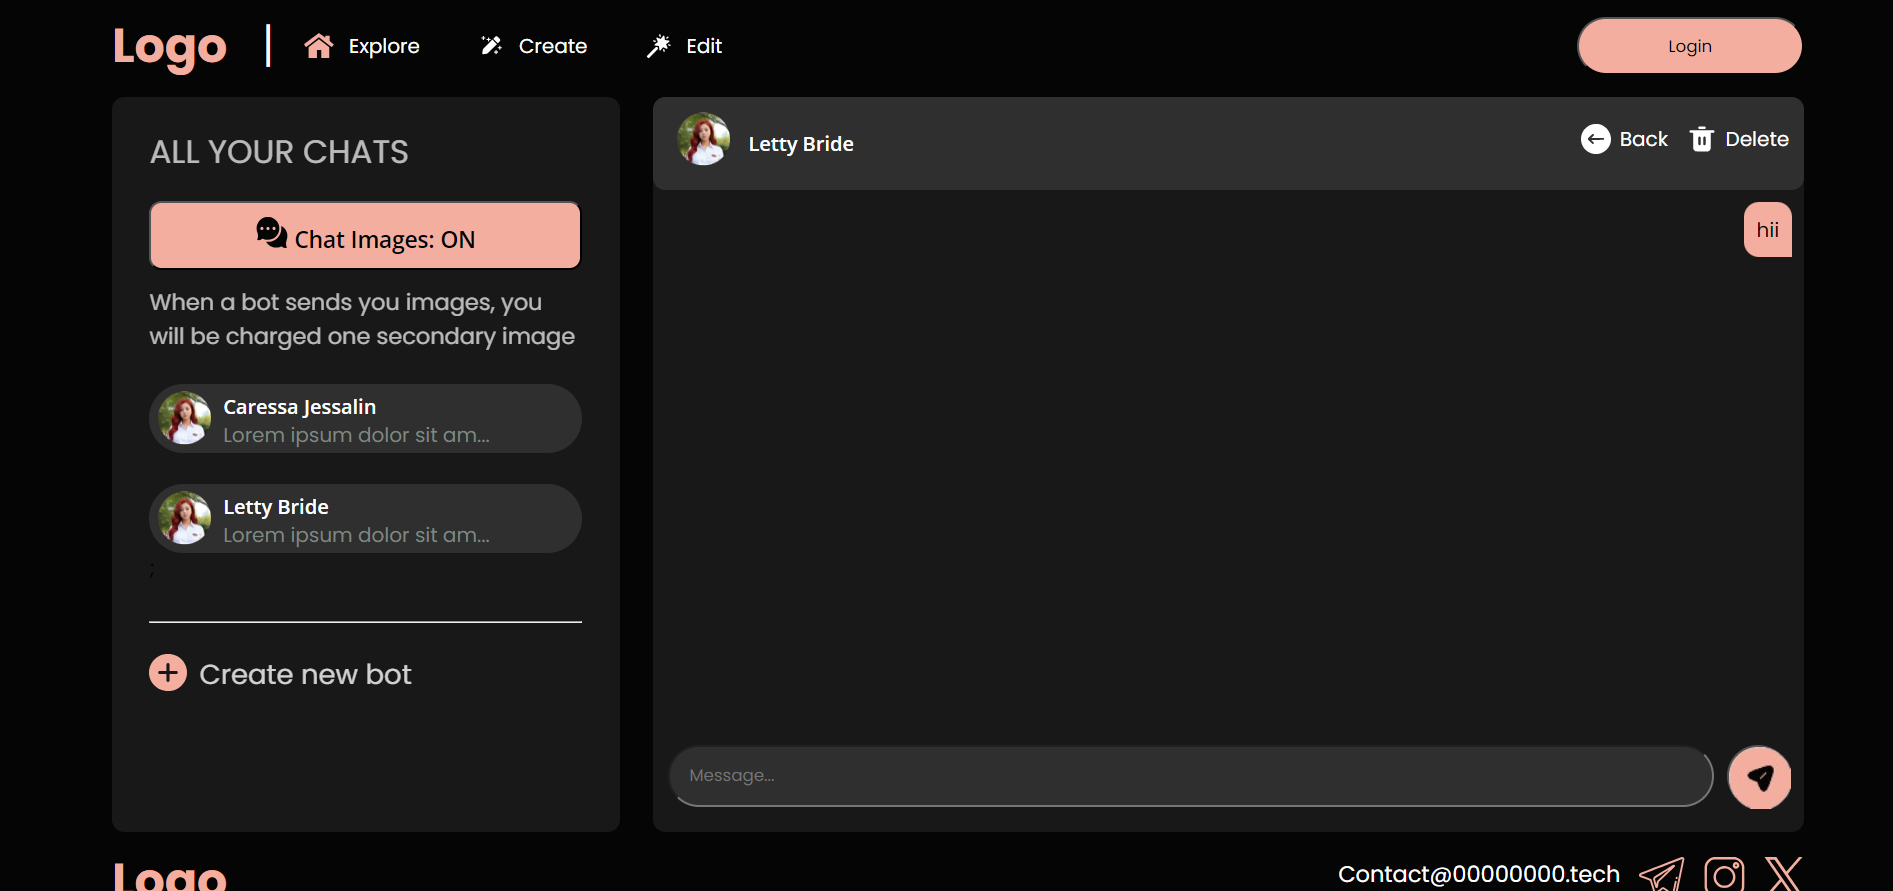 Logo
Explore
Create
Edit
Login
ALL YOUR CHATS
Chat Images: ON
When a bot sends you images, you
will be charged one secondary image
Caressa Jessalin
Lorem ipsum dolor sit am...
Letty Bride
Lorem ipsum dolor sit am...
;
Create new bot
Letty Bride
Back
Delete
hii
Message...
Logo
Contact@00000000.tech